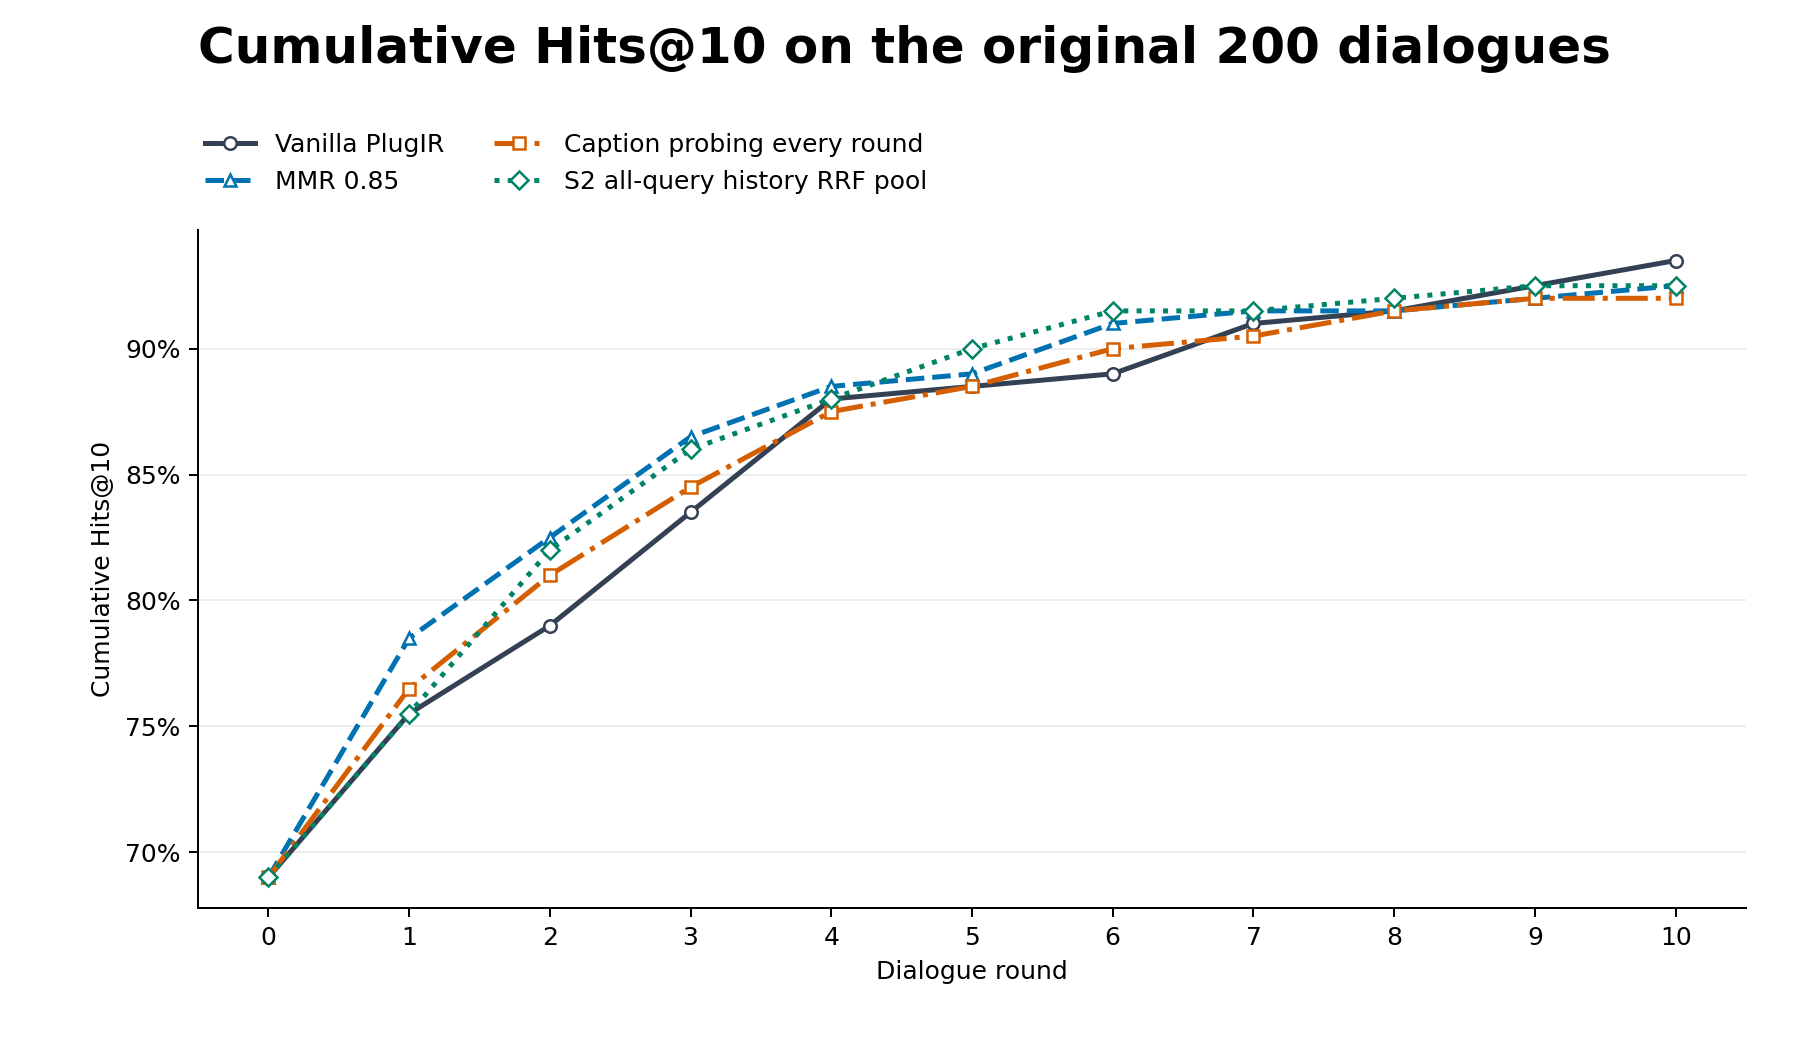 Cumulative Hits@10 on the original 200 dialogues
Vanilla PlugIR
MMR 0.85
Caption probing every round
S2 all-query history RRF pool
Cumulative Hits@10
90%
85%
80%
75%
70%
0 1 2 3 4 5 6 7 8 9 10
Dialogue round